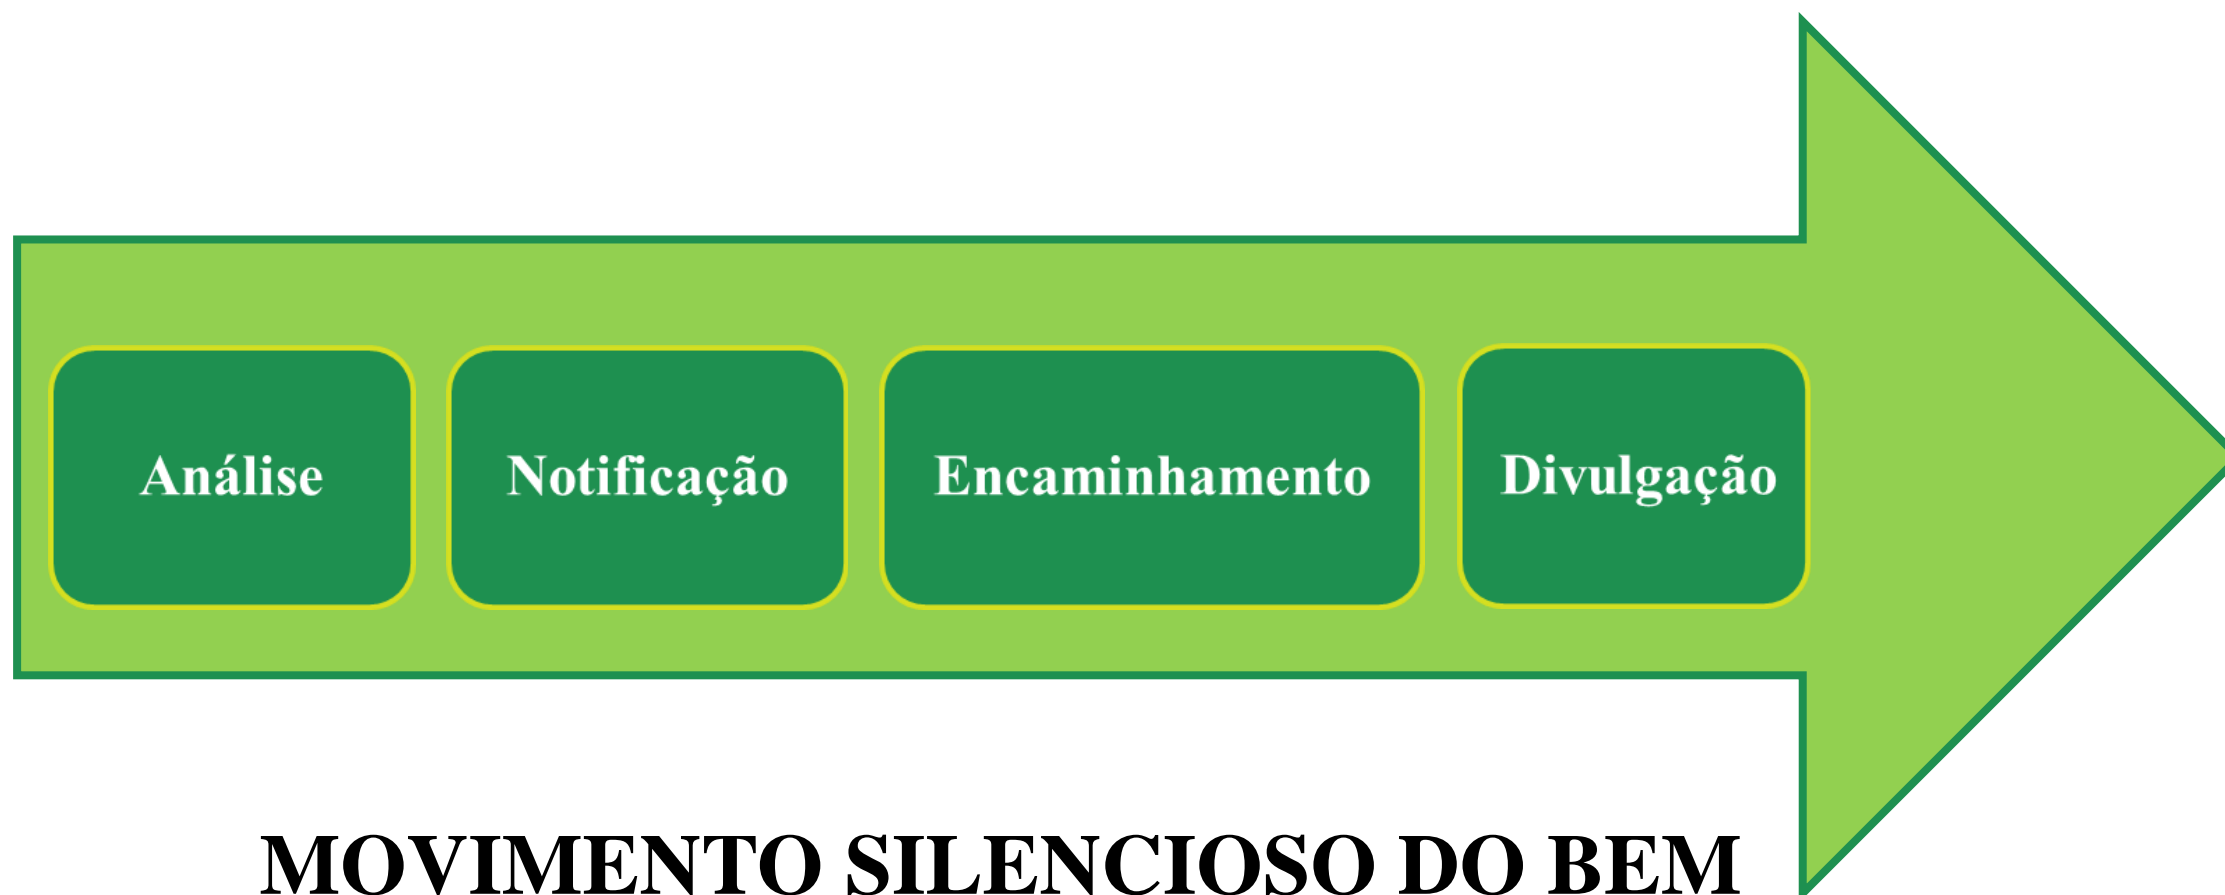 Análise
Notificação
Encaminhamento
Divulgação
MOVIMENTO SILENCIOSO DO BEM